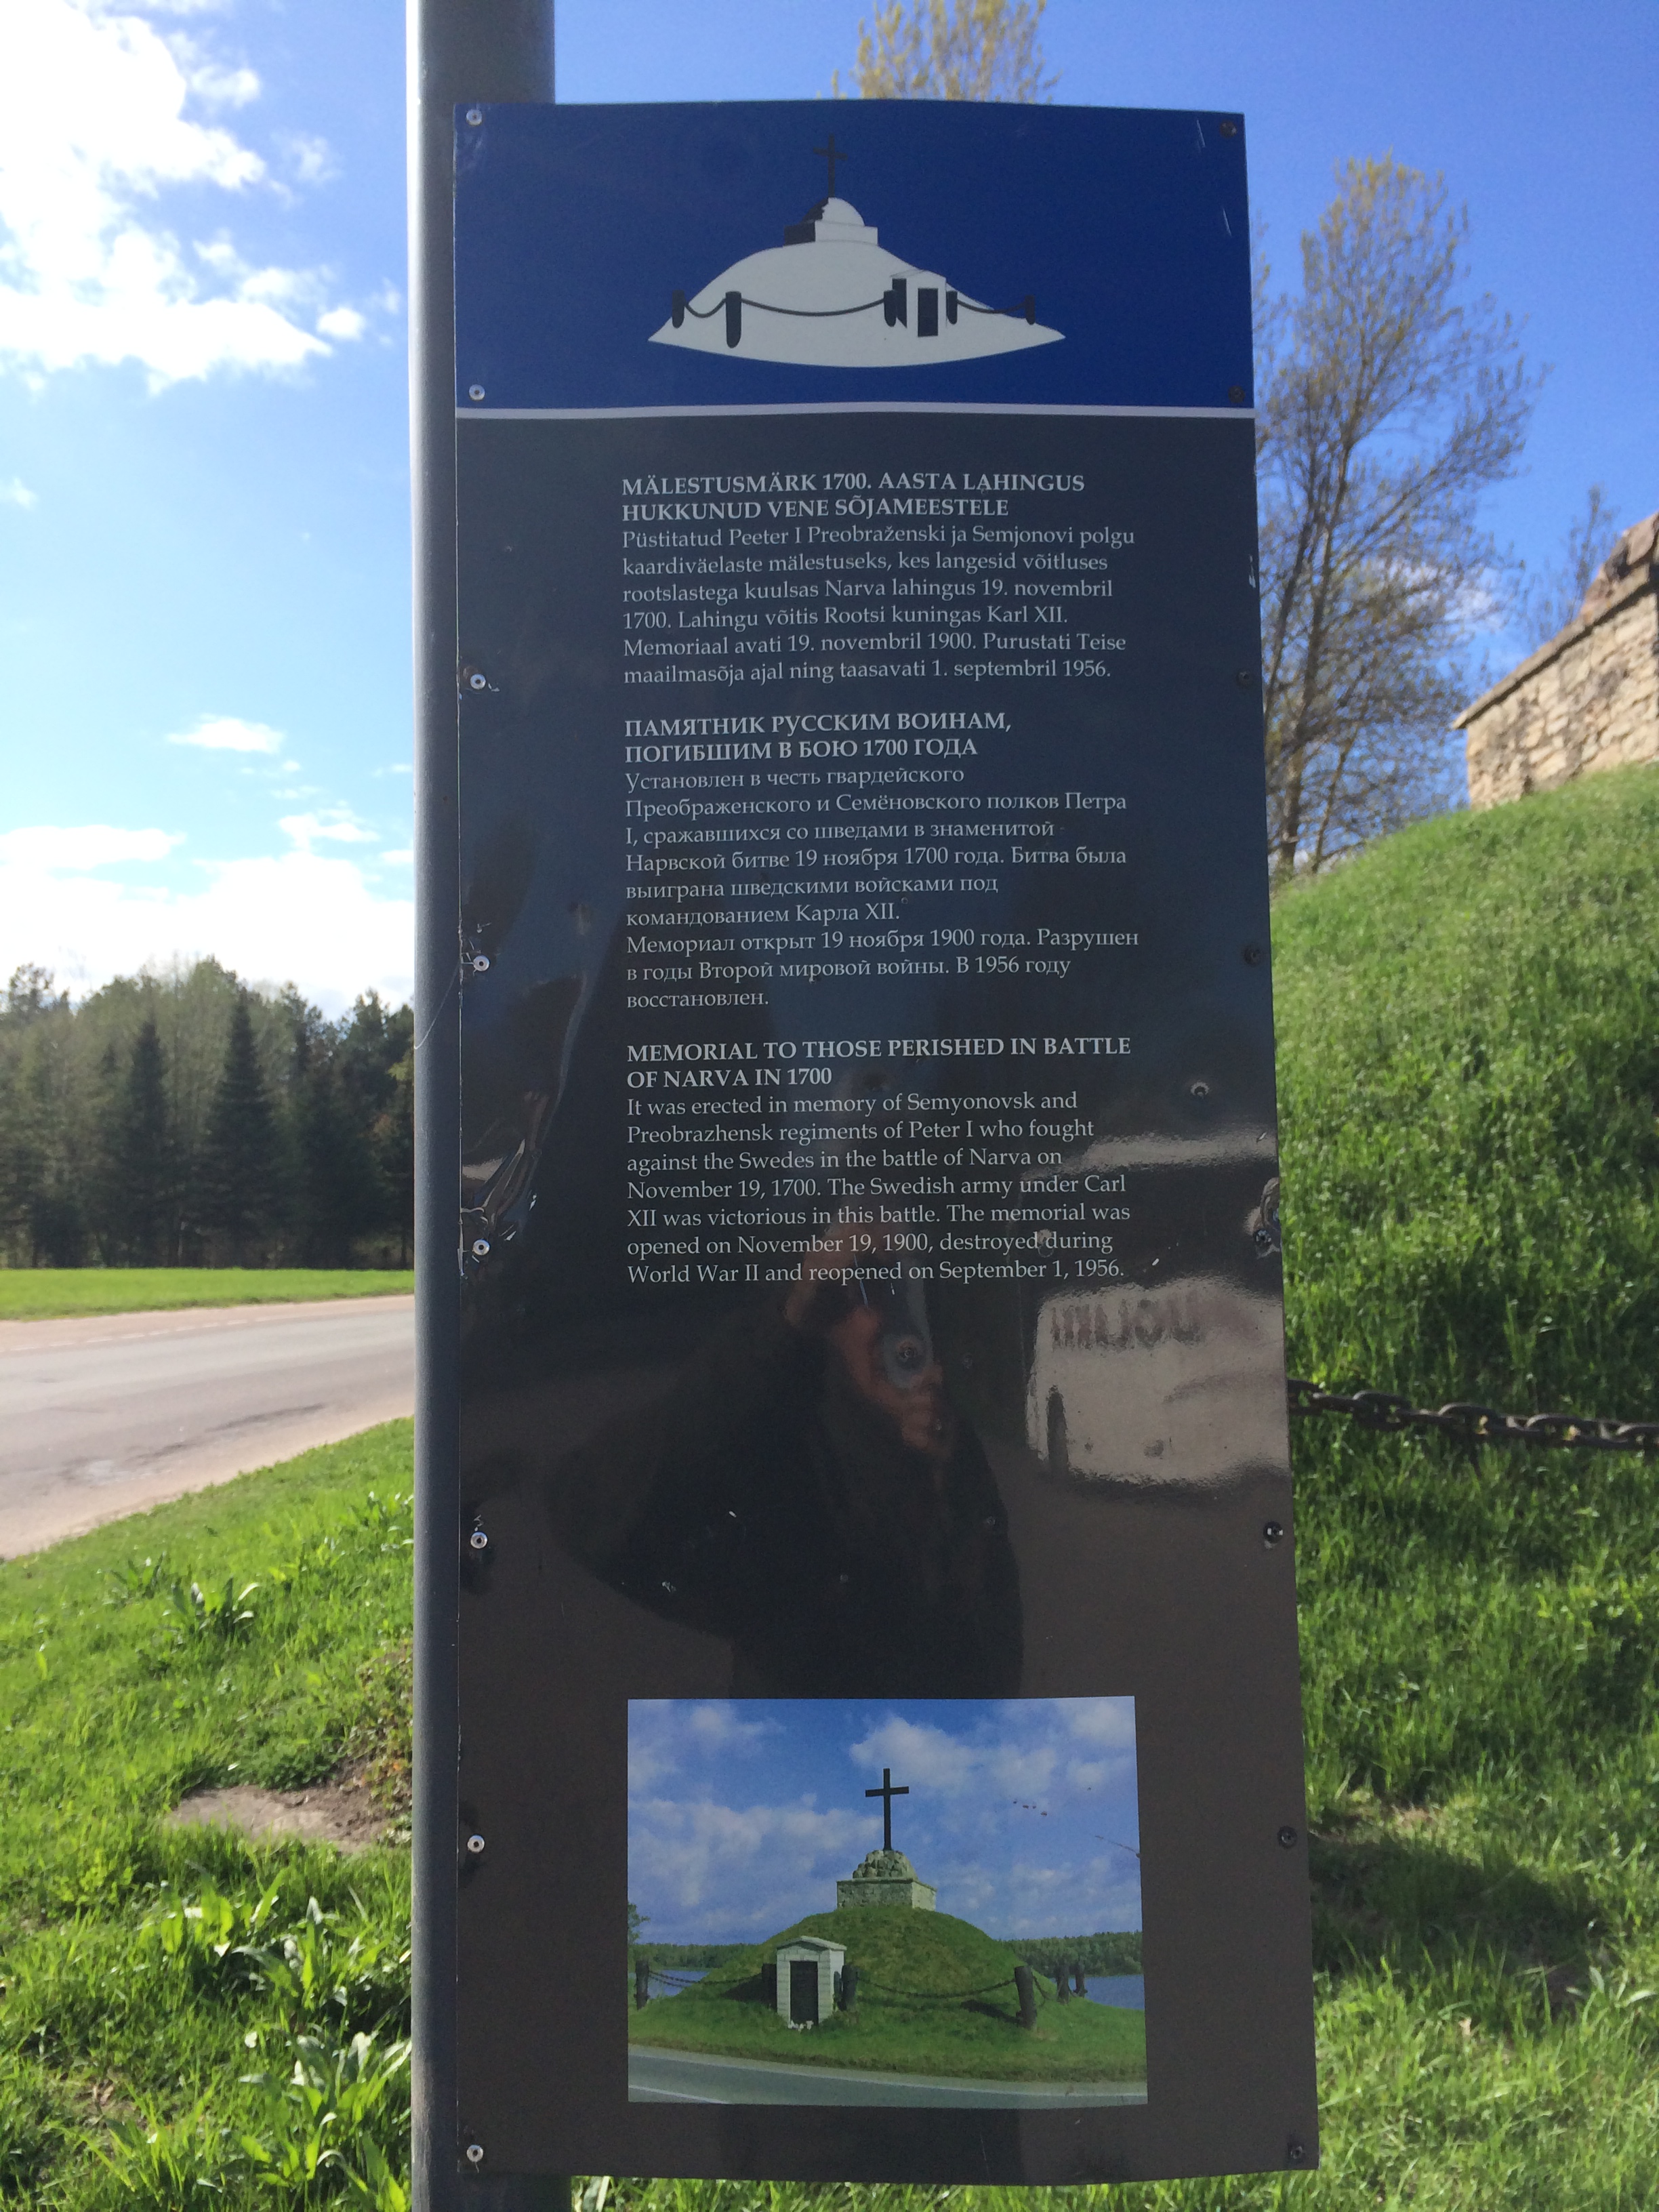 MÄLESTUSMÄRK 1700. AASTA LAHINGUS
HUKKUNUD VENE SÕJAMEESTELE
Püstitatud Peeter I Preobraženski ja Semjonovi polgu
kaardiväelaste mälestuseks, kes langesid võitluses
rootslastega kuulsas Narva lahingus 19. novembril
1700. Lahingu võitis Rootsi kuningas Karl XII.
Memoriaal avati 19. novembril 1900. Purustati Teise
maailmasõja ajal ning taasavati 1. septembril 1956.
ПАМЯТНИК РУССКИМ ВОИНАМ,
ПОГИБШИМ В БОЮ 1700 ГОДА
Установлен в честь гвардейского
Преображенского и Семёновского полков Петра
I, сражавшихся со шведами в знаменитой
Нарвской битве 19 ноября 1700 года. Битва была
выиграна шведскими войсками под
командованием Карла XII.
Мемориал открыт 19 ноября 1900 года. Разрушен
в годы Второй мировой войны. В 1956 году
восстановлен.
MEMORIAL TO THOSE PERISHED IN BATTLE
OF NARVA IN 1700
It was erected in memory of Semyonovsk and
Preobrazhensk regiments of Peter I who fought
against the Swedes in the battle of Narva on
November 19, 1700. The Swedish army under Carl
XII was victorious in this battle. The memorial was
opened on November 19, 1900, destroyed during
World War II and reopened on September 1, 1956.